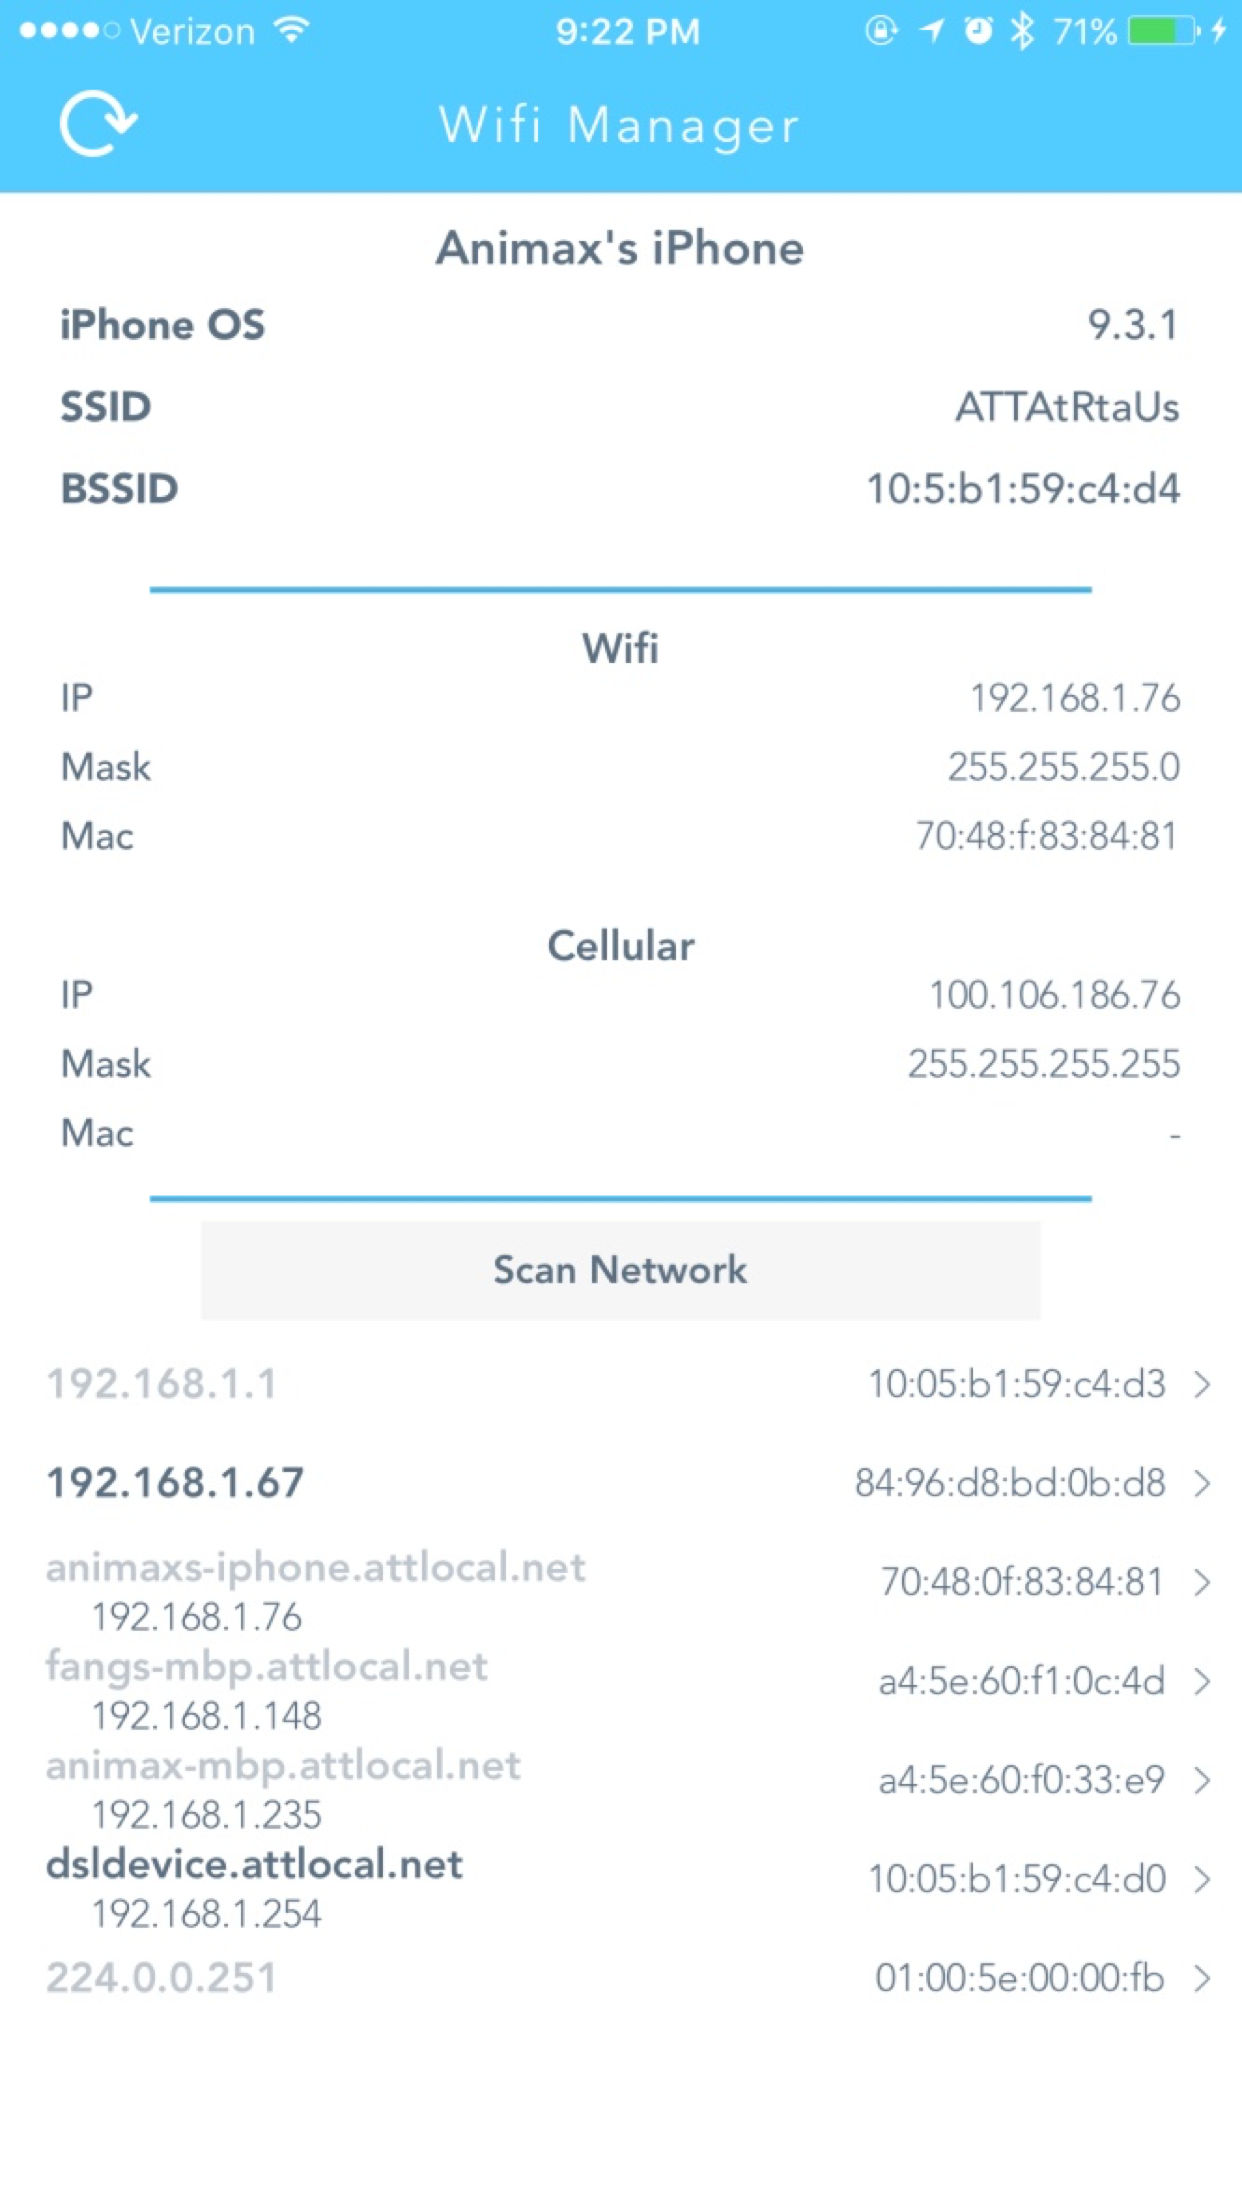 Verizon 9:22 PM 71%
Wifi Manager
Animax's iPhone
iPhone OS 9.3.1
SSID ATTAtRtaUs
BSSID 10:5:b1:59:c4:d4
Wifi
IP 192.168.1.76
Mask 255.255.255.0
Mac 70:48:f:83:84:81
Cellular
IP 100.106.186.76
Mask 255.255.255.255
Mac -
Scan Network
192.168.1.1 10:05:b1:59:c4:d3
192.168.1.67 84:96:d8:bd:0b:d8
animaxs-iphone.attlocal.net 70:48:0f:83:84:81
192.168.1.76
fangs-mbp.attlocal.net a4:5e:60:f1:0c:4d
192.168.1.148
animax-mbp.attlocal.net a4:5e:60:f0:33:e9
192.168.1.235
dsldevice.attlocal.net 10:05:b1:59:c4:d0
192.168.1.254
224.0.0.251 01:00:5e:00:00:fb